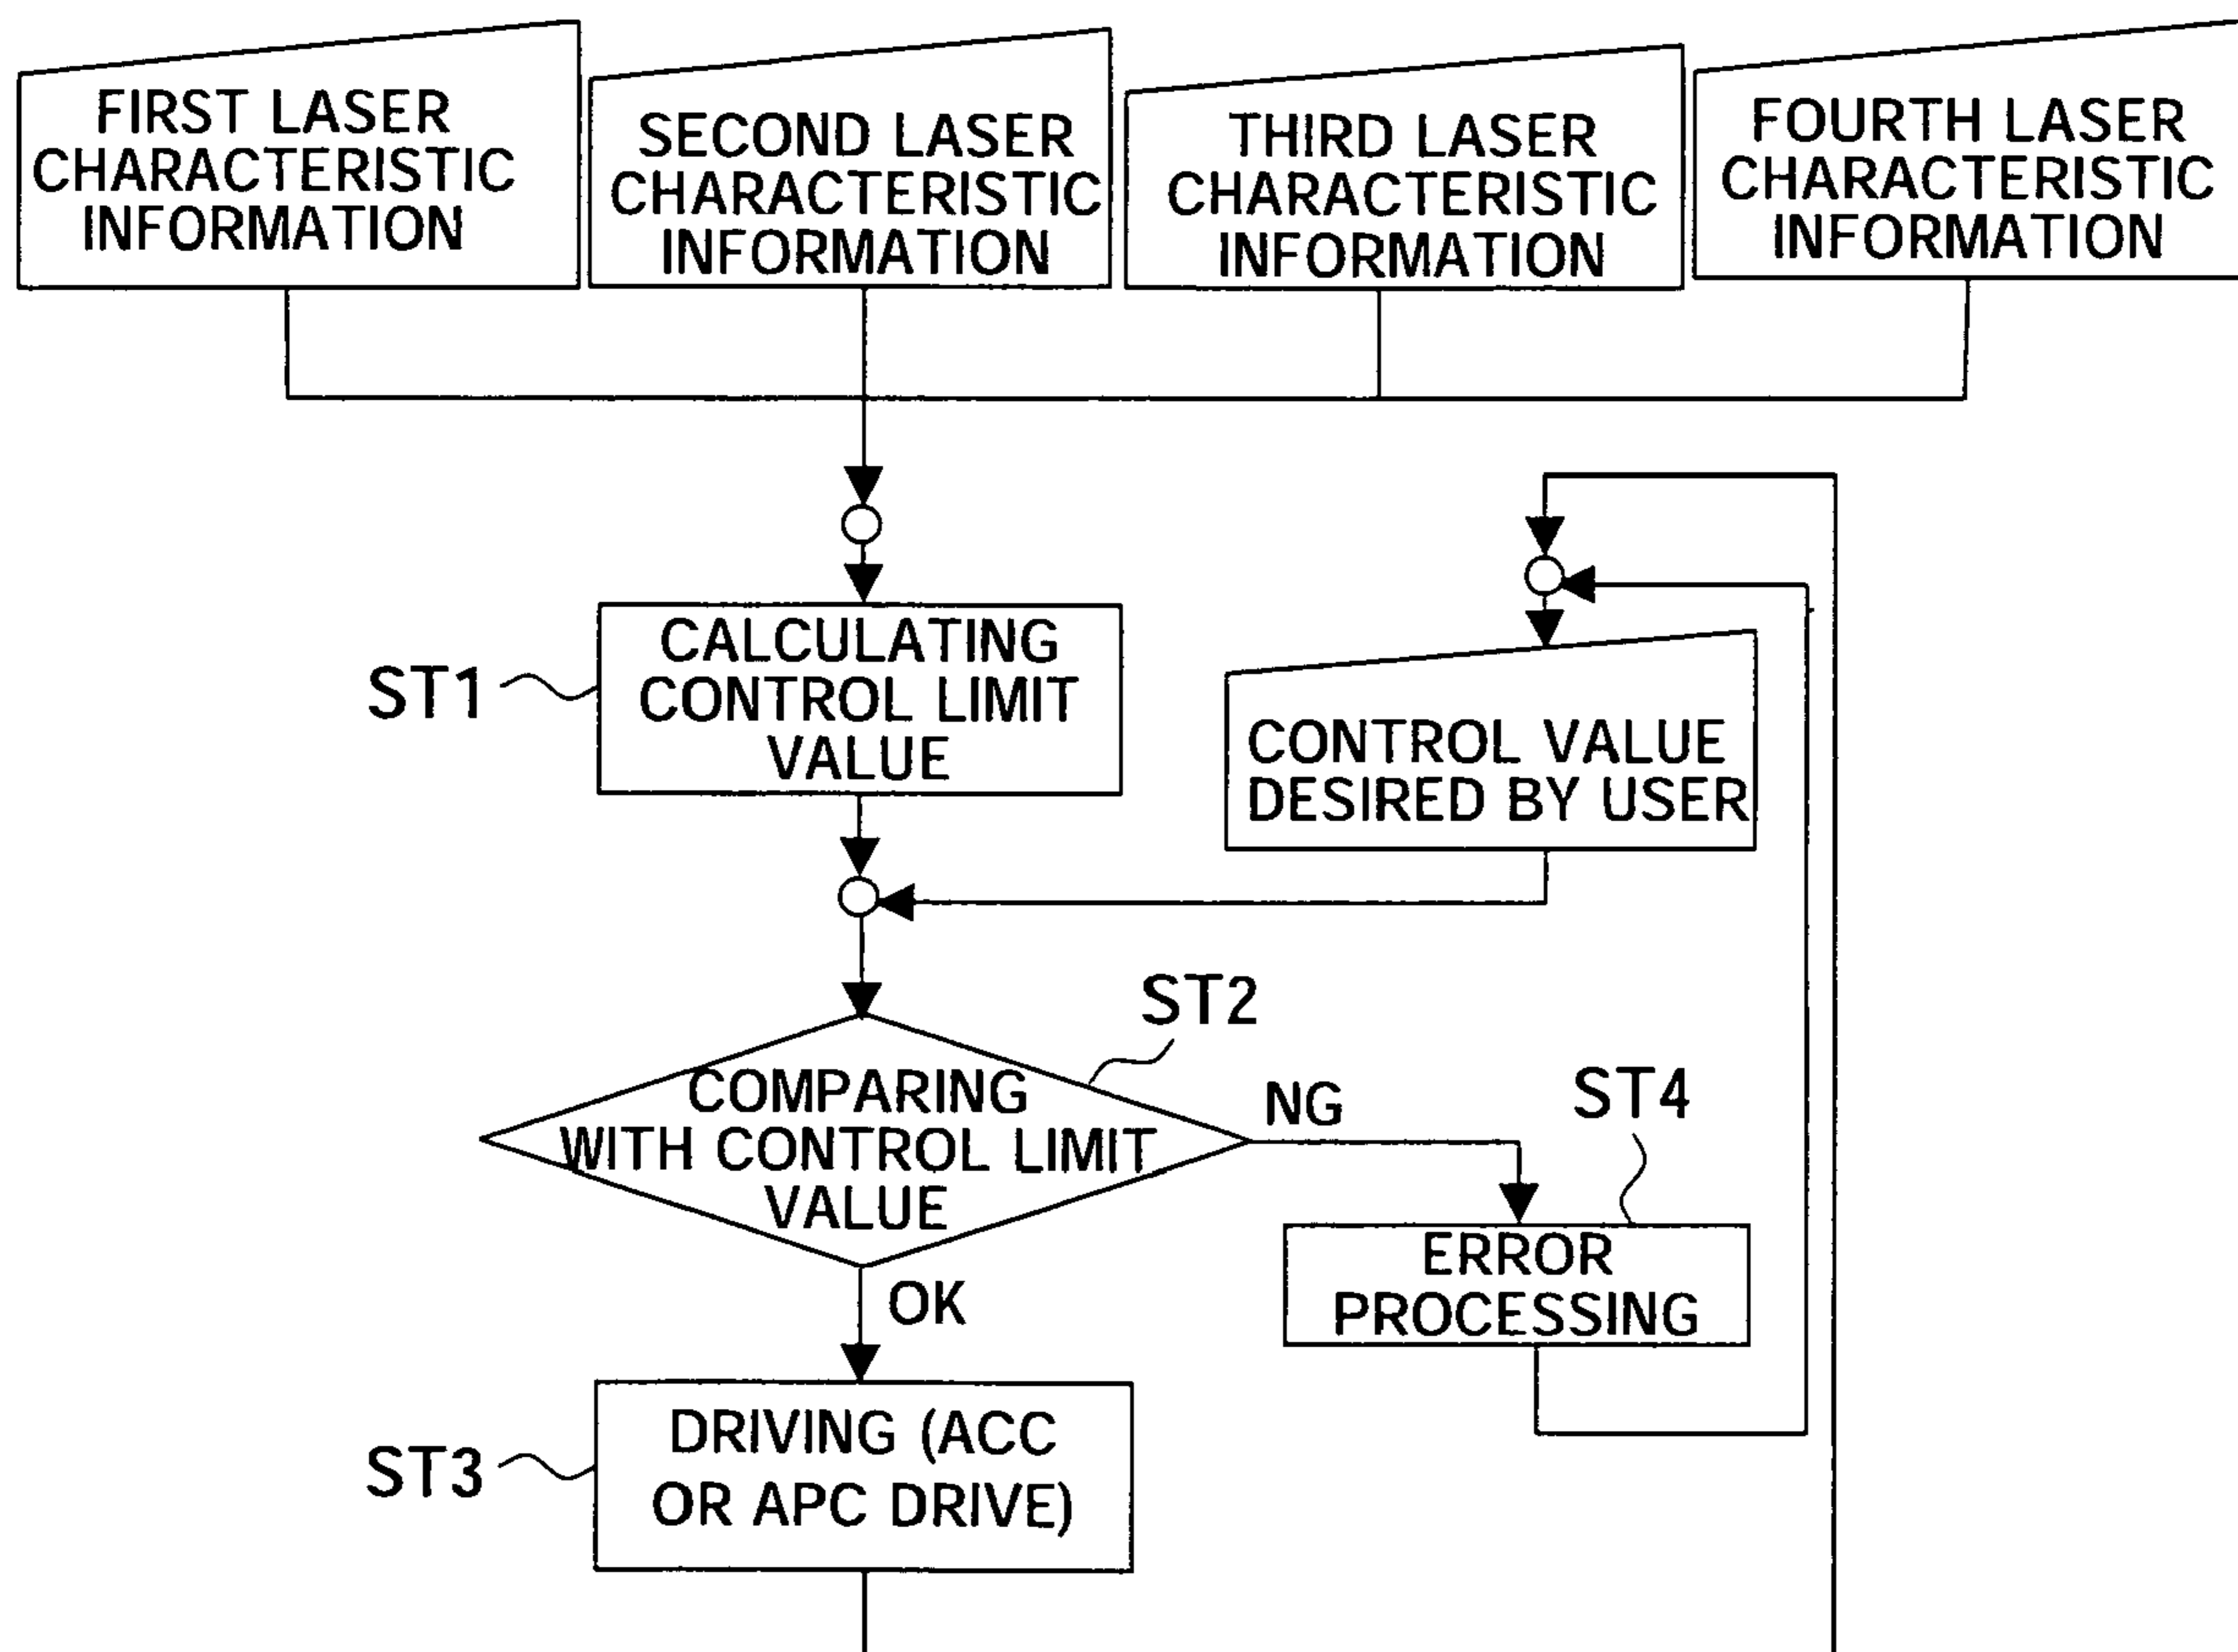 FIRST LASER
CHARACTERISTIC
INFORMATION
SECOND LASER
CHARACTERISTIC
INFORMATION
THIRD LASER
CHARACTERISTIC
INFORMATION
FOURTH LASER
CHARACTERISTIC
INFORMATION
ST1
CALCULATING
CONTROL LIMIT
VALUE
CONTROL VALUE
DESIRED BY USER
ST2
COMPARING
WITH CONTROL LIMIT
VALUE
NG
ST4
ERROR
PROCESSING
OK
ST3
DRIVING (ACC
OR APC DRIVE)